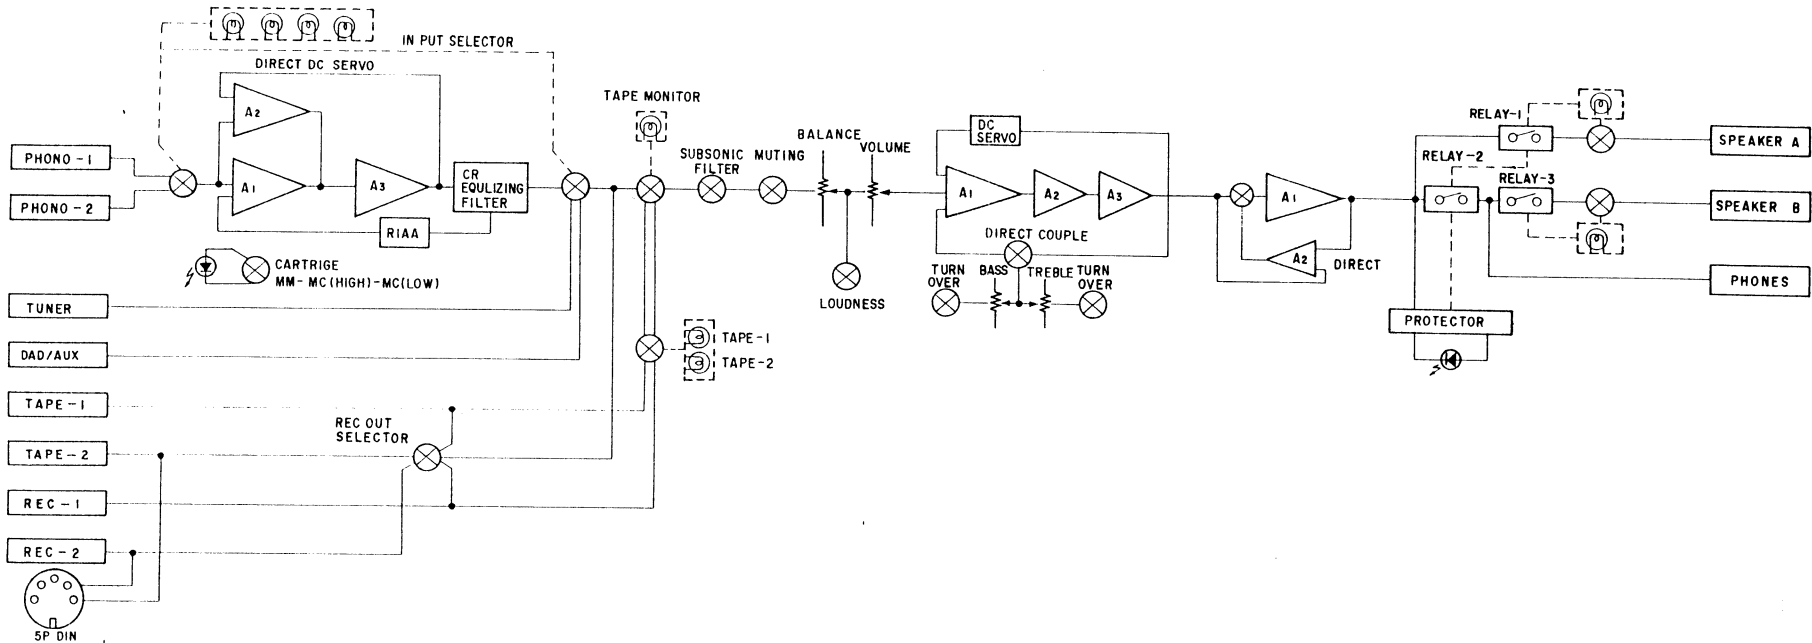 IN PUT SELECTOR
DIRECT DC SERVO
A2
A1
A3
PHONO-1
PHONO-2
CR
EQULIZING
FILTER
RIAA
CARTRIGE
MM-MC(HIGH)-MC(LOW)
TAPE MONITOR
SUBSONIC
FILTER
MUTING
BALANCE
VOLUME
LOUDNESS
DC
SERVO
A1
A2
A3
DIRECT COUPLE
TURN
OVER
BASS
TREBLE
TURN
OVER
A1
A2
DIRECT
RELAY-1
RELAY-2
RELAY-3
SPEAKER A
SPEAKER B
PHONES
PROTECTOR
TUNER
DAD/AUX
TAPE-1
TAPE-2
TAPE-1
TAPE-2
REC OUT
SELECTOR
REC-1
REC-2
5P DIN